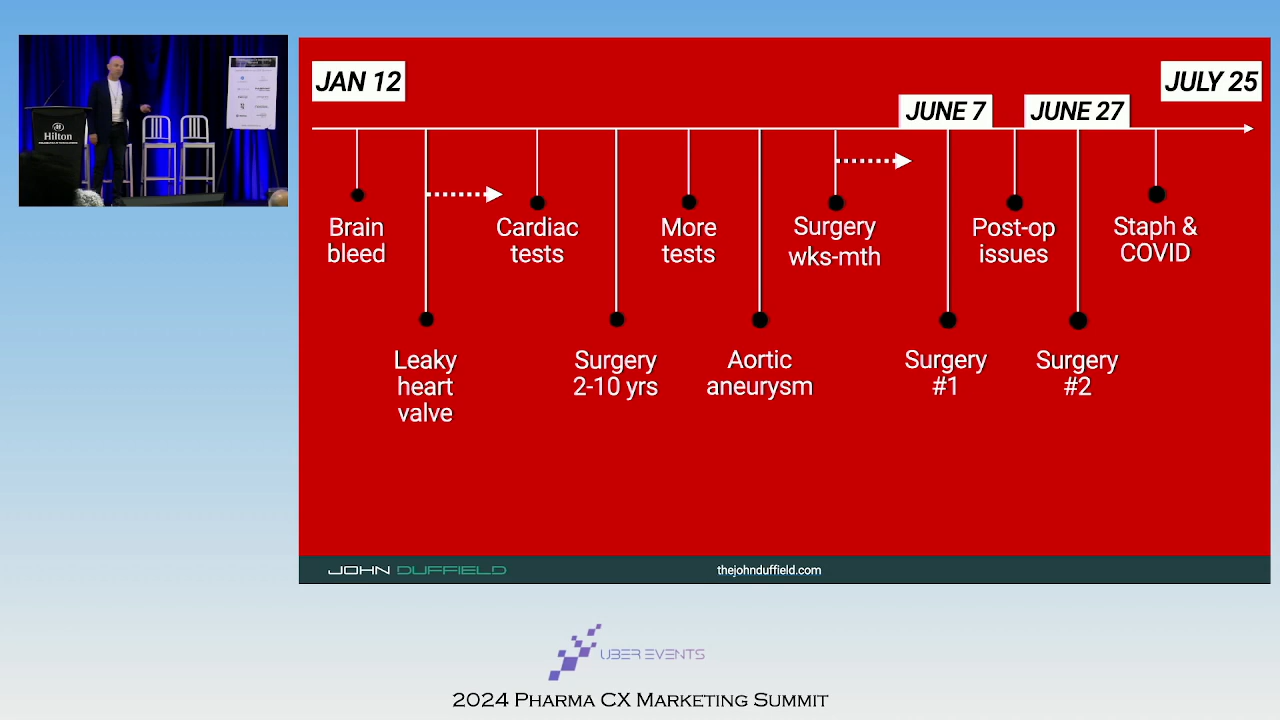 Hilton
JAN 12
JUNE 7
JUNE 27
JULY 25
Brain
bleed
Leaky
heart
valve
Cardiac
tests
Surgery
2-10 yrs
More
tests
Aortic
aneurysm
Surgery
wks-mth
Surgery
#1
Post-op
issues
Surgery
#2
Staph &
COVID
JOHN DUFFIELD
thejohnduffield.com
UBER EVENTS
2024 Pharma CX Marketing Summit